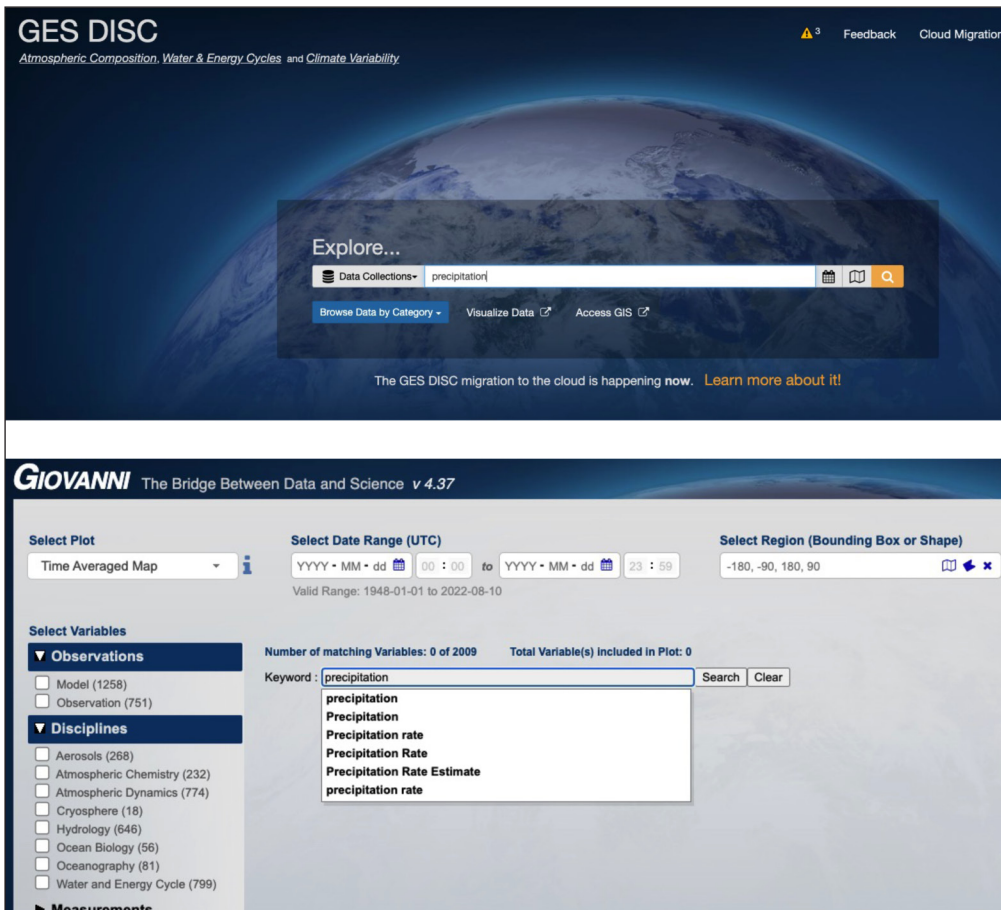 GES DISC
Atmospheric Composition, Water & Energy Cycles and Climate Variability
3 Feedback Cloud Migration
Explore...
Data Collections precipitation
Browse Data by Category Visualize Data Access GIS
The GES DISC migration to the cloud is happening now. Learn more about it!
GIOVANNI The Bridge Between Data and Science v 4.37
Select Plot Select Date Range (UTC) Select Region (Bounding Box or Shape)
Time Averaged Map i YYYY - MM - dd 00 : 00 to YYYY - MM - dd 23 : 59 -180, -90, 180, 90
Valid Range: 1948-01-01 to 2022-08-10
Select Variables
Observations
Number of matching Variables: 0 of 2009 Total Variable(s) included in Plot: 0
Keyword : precipitation Search Clear
Model (1258)
Observation (751)
Disciplines
Aerosols (268)
Atmospheric Chemistry (232)
Atmospheric Dynamics (774)
Cryosphere (18)
Hydrology (646)
Ocean Biology (56)
Oceanography (81)
Water and Energy Cycle (799)
Measurements
precipitation
Precipitation
Precipitation rate
Precipitation Rate
Precipitation Rate Estimate
precipitation rate